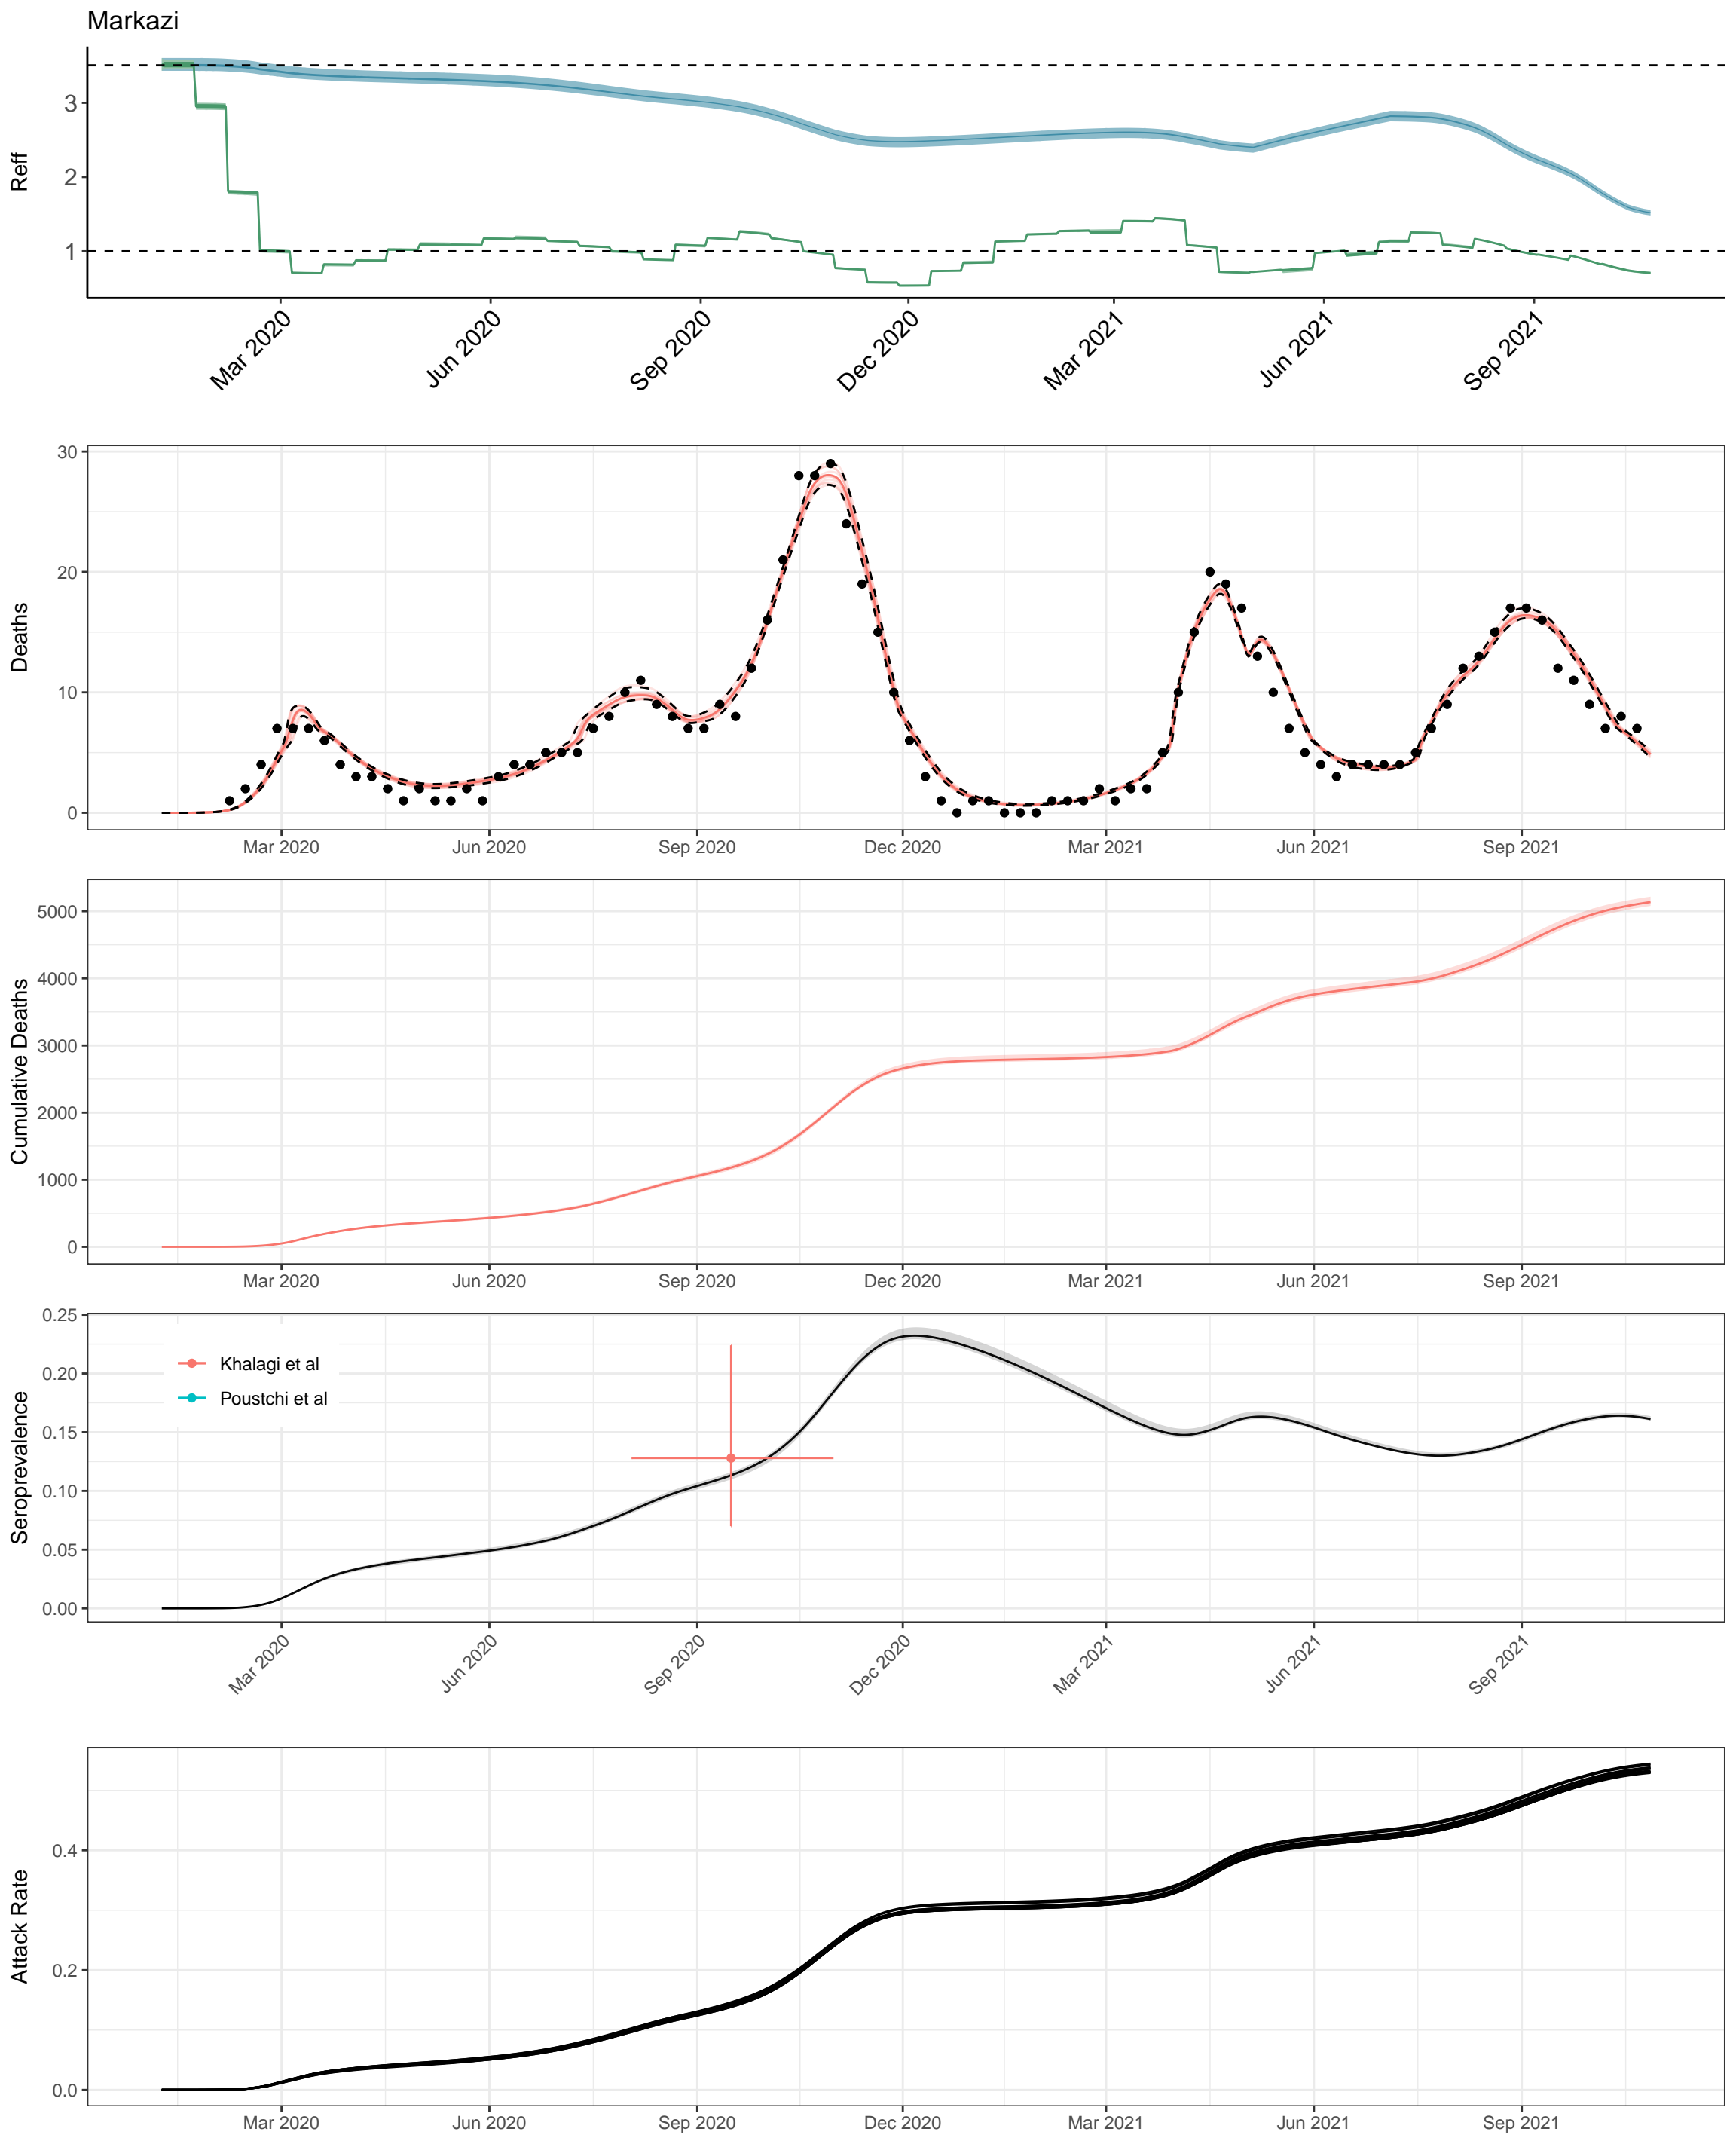 Markazi
Reff
3
2
1
Mar 2020
Jun 2020
Sep 2020
Dec 2020
Mar 2021
Jun 2021
Sep 2021
Deaths
30
20
10
0
Mar 2020
Jun 2020
Sep 2020
Dec 2020
Mar 2021
Jun 2021
Sep 2021
Cumulative Deaths
5000
4000
3000
2000
1000
0
Mar 2020
Jun 2020
Sep 2020
Dec 2020
Mar 2021
Jun 2021
Sep 2021
Seroprevalence
0.25
0.20
0.15
0.10
0.05
0.00
Khalagi et al
Poustchi et al
Mar 2020
Jun 2020
Sep 2020
Dec 2020
Mar 2021
Jun 2021
Sep 2021
Attack Rate
0.4
0.2
0.0
Mar 2020
Jun 2020
Sep 2020
Dec 2020
Mar 2021
Jun 2021
Sep 2021